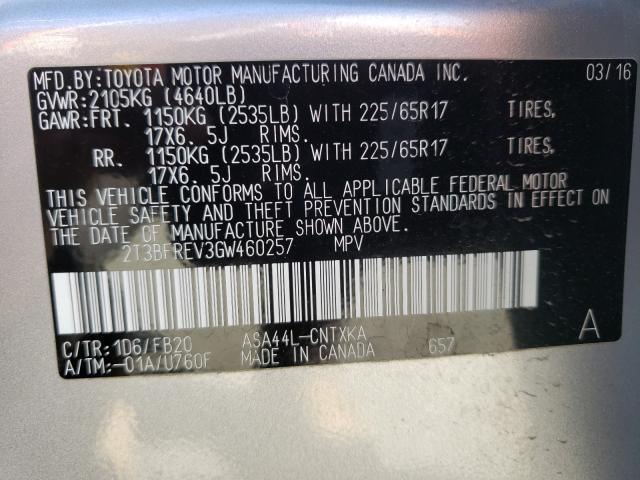 MFD.BY:TOYOTA MOTOR MANUFACTURING CANADA INC. 03/16
GVWR:2105KG (4640LB)
GAWR:FRT. 1150KG (2535LB) WITH 225/65R17 TIRES,
17X6. 5J RIMS.
RR. 1150KG (2535LB) WITH 225/65R17 TIRES,
17X6. 5J RIMS.
THIS VEHICLE CONFORMS TO ALL APPLICABLE FEDERAL MOTOR
VEHICLE SAFETY AND THEFT PREVENTION STANDARDS IN EFFECT ON
THE DATE OF MANUFACTURE SHOWN ABOVE.
2T3BFREV3GW460257 MPV
C/TR:1D6/FB20 ASA44L-CNTXKA A
A/TM:-01A/U760F MADE IN CANADA 657